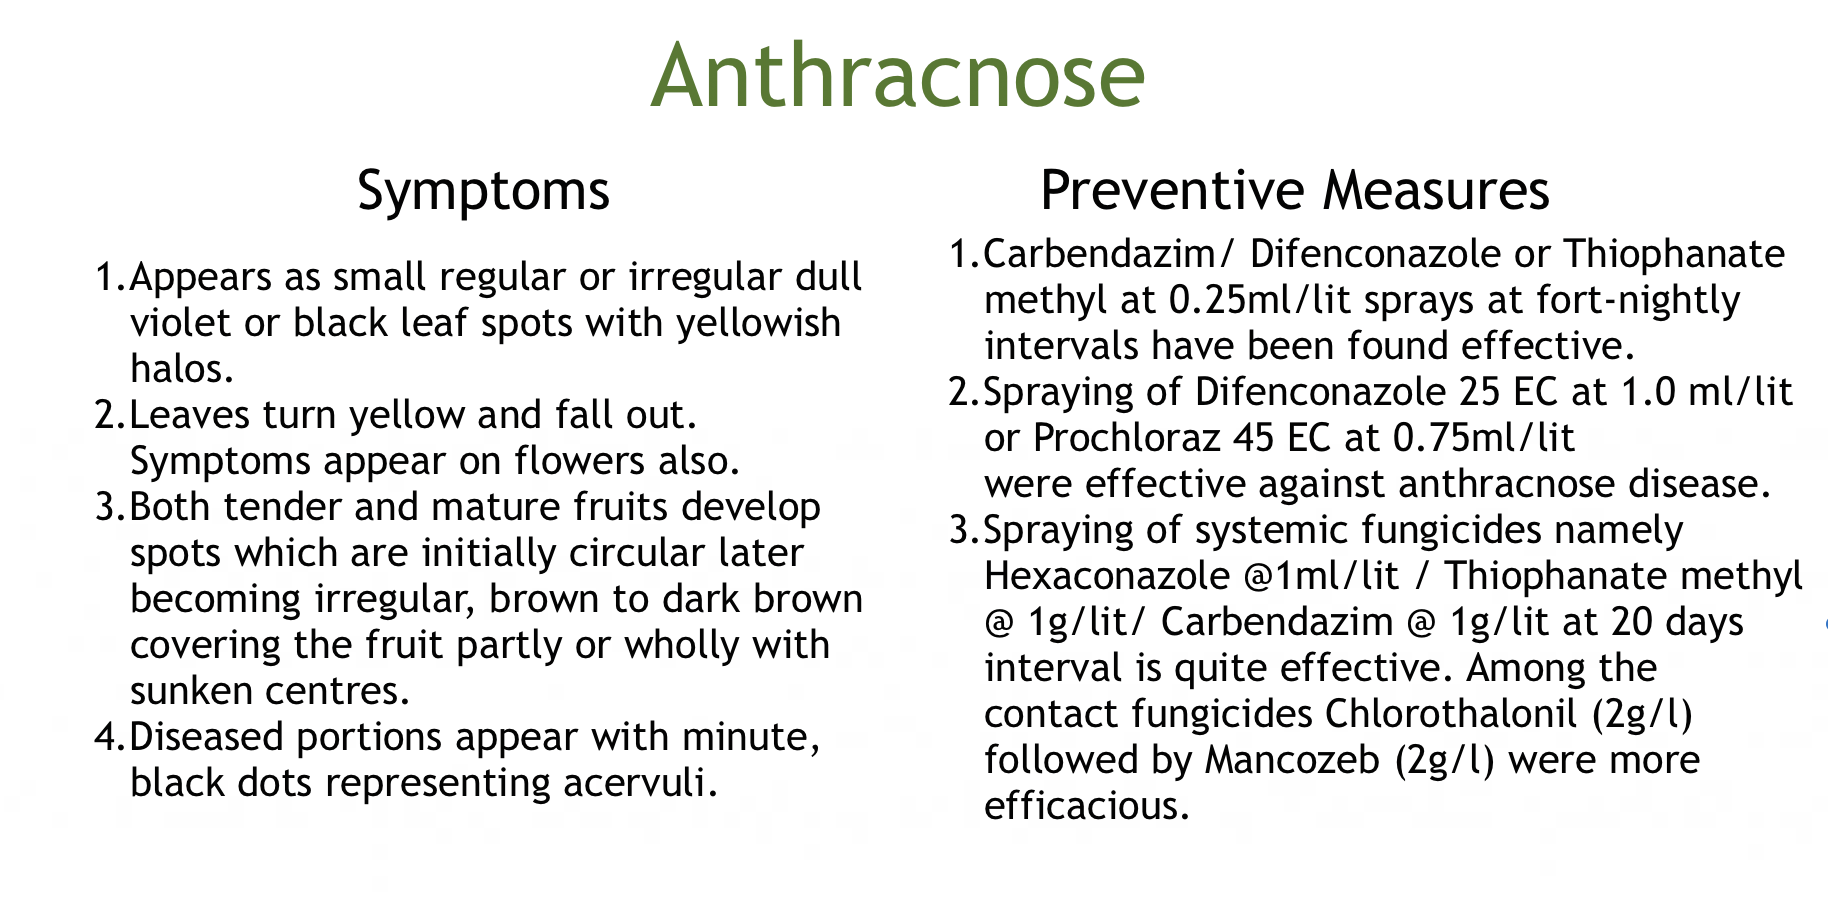 Anthracnose
Symptoms
1.Appears as small regular or irregular dull
violet or black leaf spots with yellowish
halos.
2.Leaves turn yellow and fall out.
Symptoms appear on flowers also.
3.Both tender and mature fruits develop
spots which are initially circular later
becoming irregular, brown to dark brown
covering the fruit partly or wholly with
sunken centres.
4.Diseased portions appear with minute,
black dots representing acervuli.
Preventive Measures
1.Carbendazim/ Difenconazole or Thiophanate
methyl at 0.25ml/lit sprays at fort-nightly
intervals have been found effective.
2.Spraying of Difenconazole 25 EC at 1.0 ml/lit
or Prochloraz 45 EC at 0.75ml/lit
were effective against anthracnose disease.
3.Spraying of systemic fungicides namely
Hexaconazole @1ml/lit / Thiophanate methyl
@ 1g/lit/ Carbendazim @ 1g/lit at 20 days
interval is quite effective. Among the
contact fungicides Chlorothalonil (2g/l)
followed by Mancozeb (2g/l) were more
efficacious.